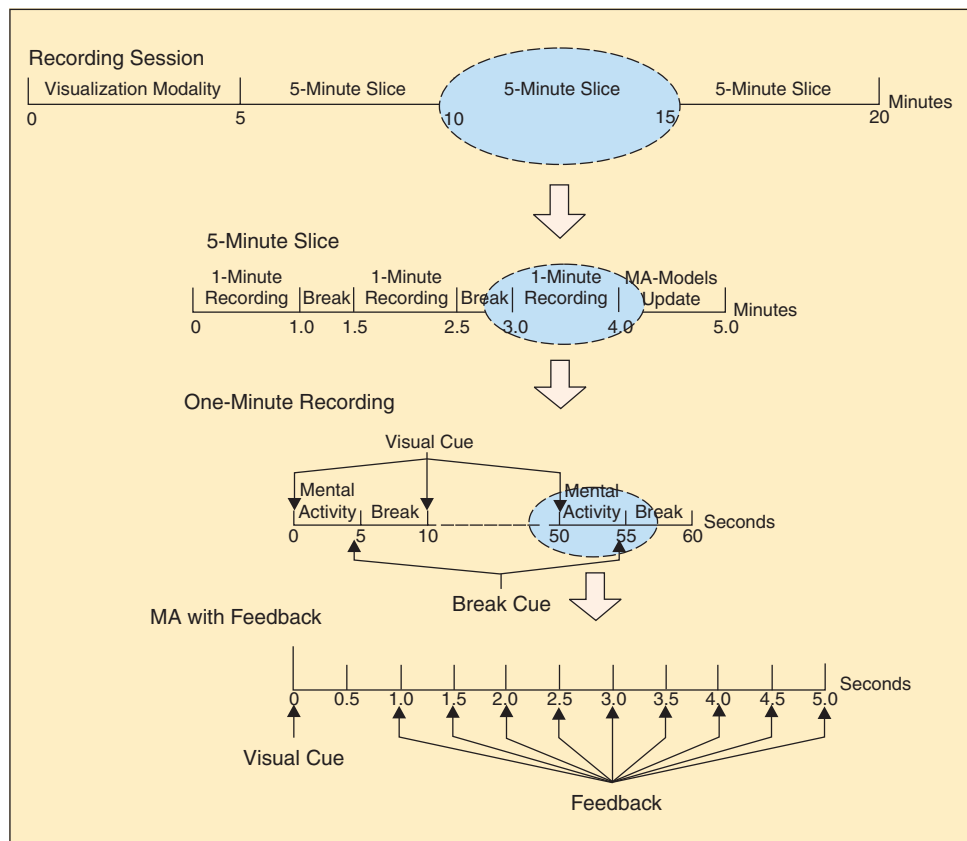 Recording Session
Visualization Modality 5-Minute Slice 5-Minute Slice 5-Minute Slice Minutes
0 5 10 15 20
5-Minute Slice
1-Minute Recording Break 1-Minute Recording Break 1-Minute Recording MA-Models Update
0 1.0 1.5 2.5 3.0 4.0 5.0 Minutes
One-Minute Recording
Visual Cue
Mental Activity Break Mental Activity Break Seconds
0 5 10 50 55 60
Break Cue
MA with Feedback
Seconds
0 0.5 1.0 1.5 2.0 2.5 3.0 3.5 4.0 4.5 5.0
Visual Cue
Feedback